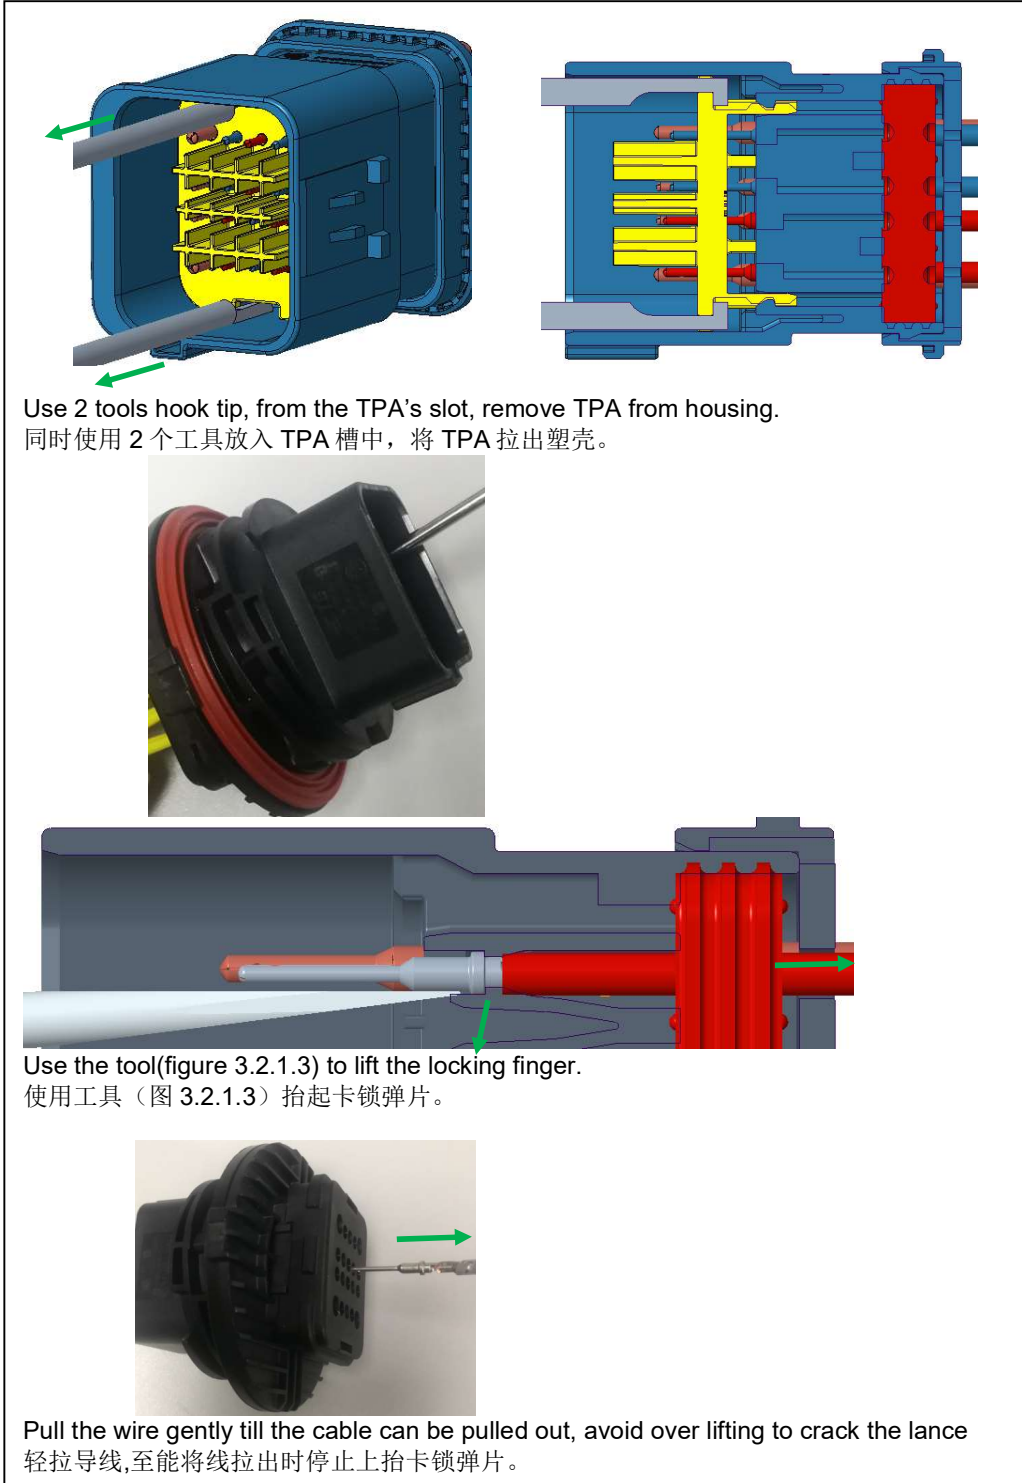 Use 2 tools hook tip, from the TPA’s slot, remove TPA from housing.
同时使用 2 个工具放入 TPA 槽中，将 TPA 拉出塑壳。
Use the tool(figure 3.2.1.3) to lift the locking finger.
使用工具（图 3.2.1.3）抬起卡锁弹片。
Pull the wire gently till the cable can be pulled out, avoid over lifting to crack the lance
轻拉导线,至能将线拉出时停止上抬卡锁弹片。